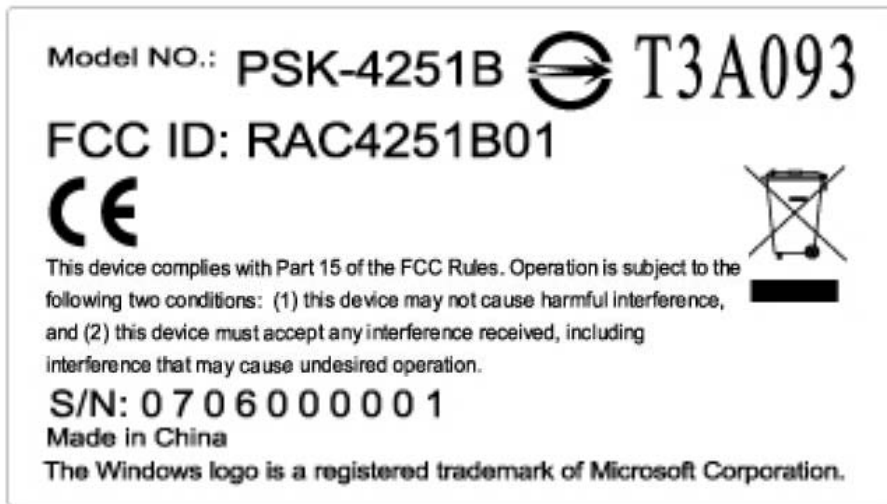 Model NO.: PSK-4251B T3A093
FCC ID: RAC4251B01
CE
This device complies with Part 15 of the FCC Rules. Operation is subject to the
following two conditions: (1) this device may not cause harmful interference,
and (2) this device must accept any interference received, including
interference that may cause undesired operation.
S/N: 0706000001
Made in China
The Windows logo is a registered trademark of Microsoft Corporation.